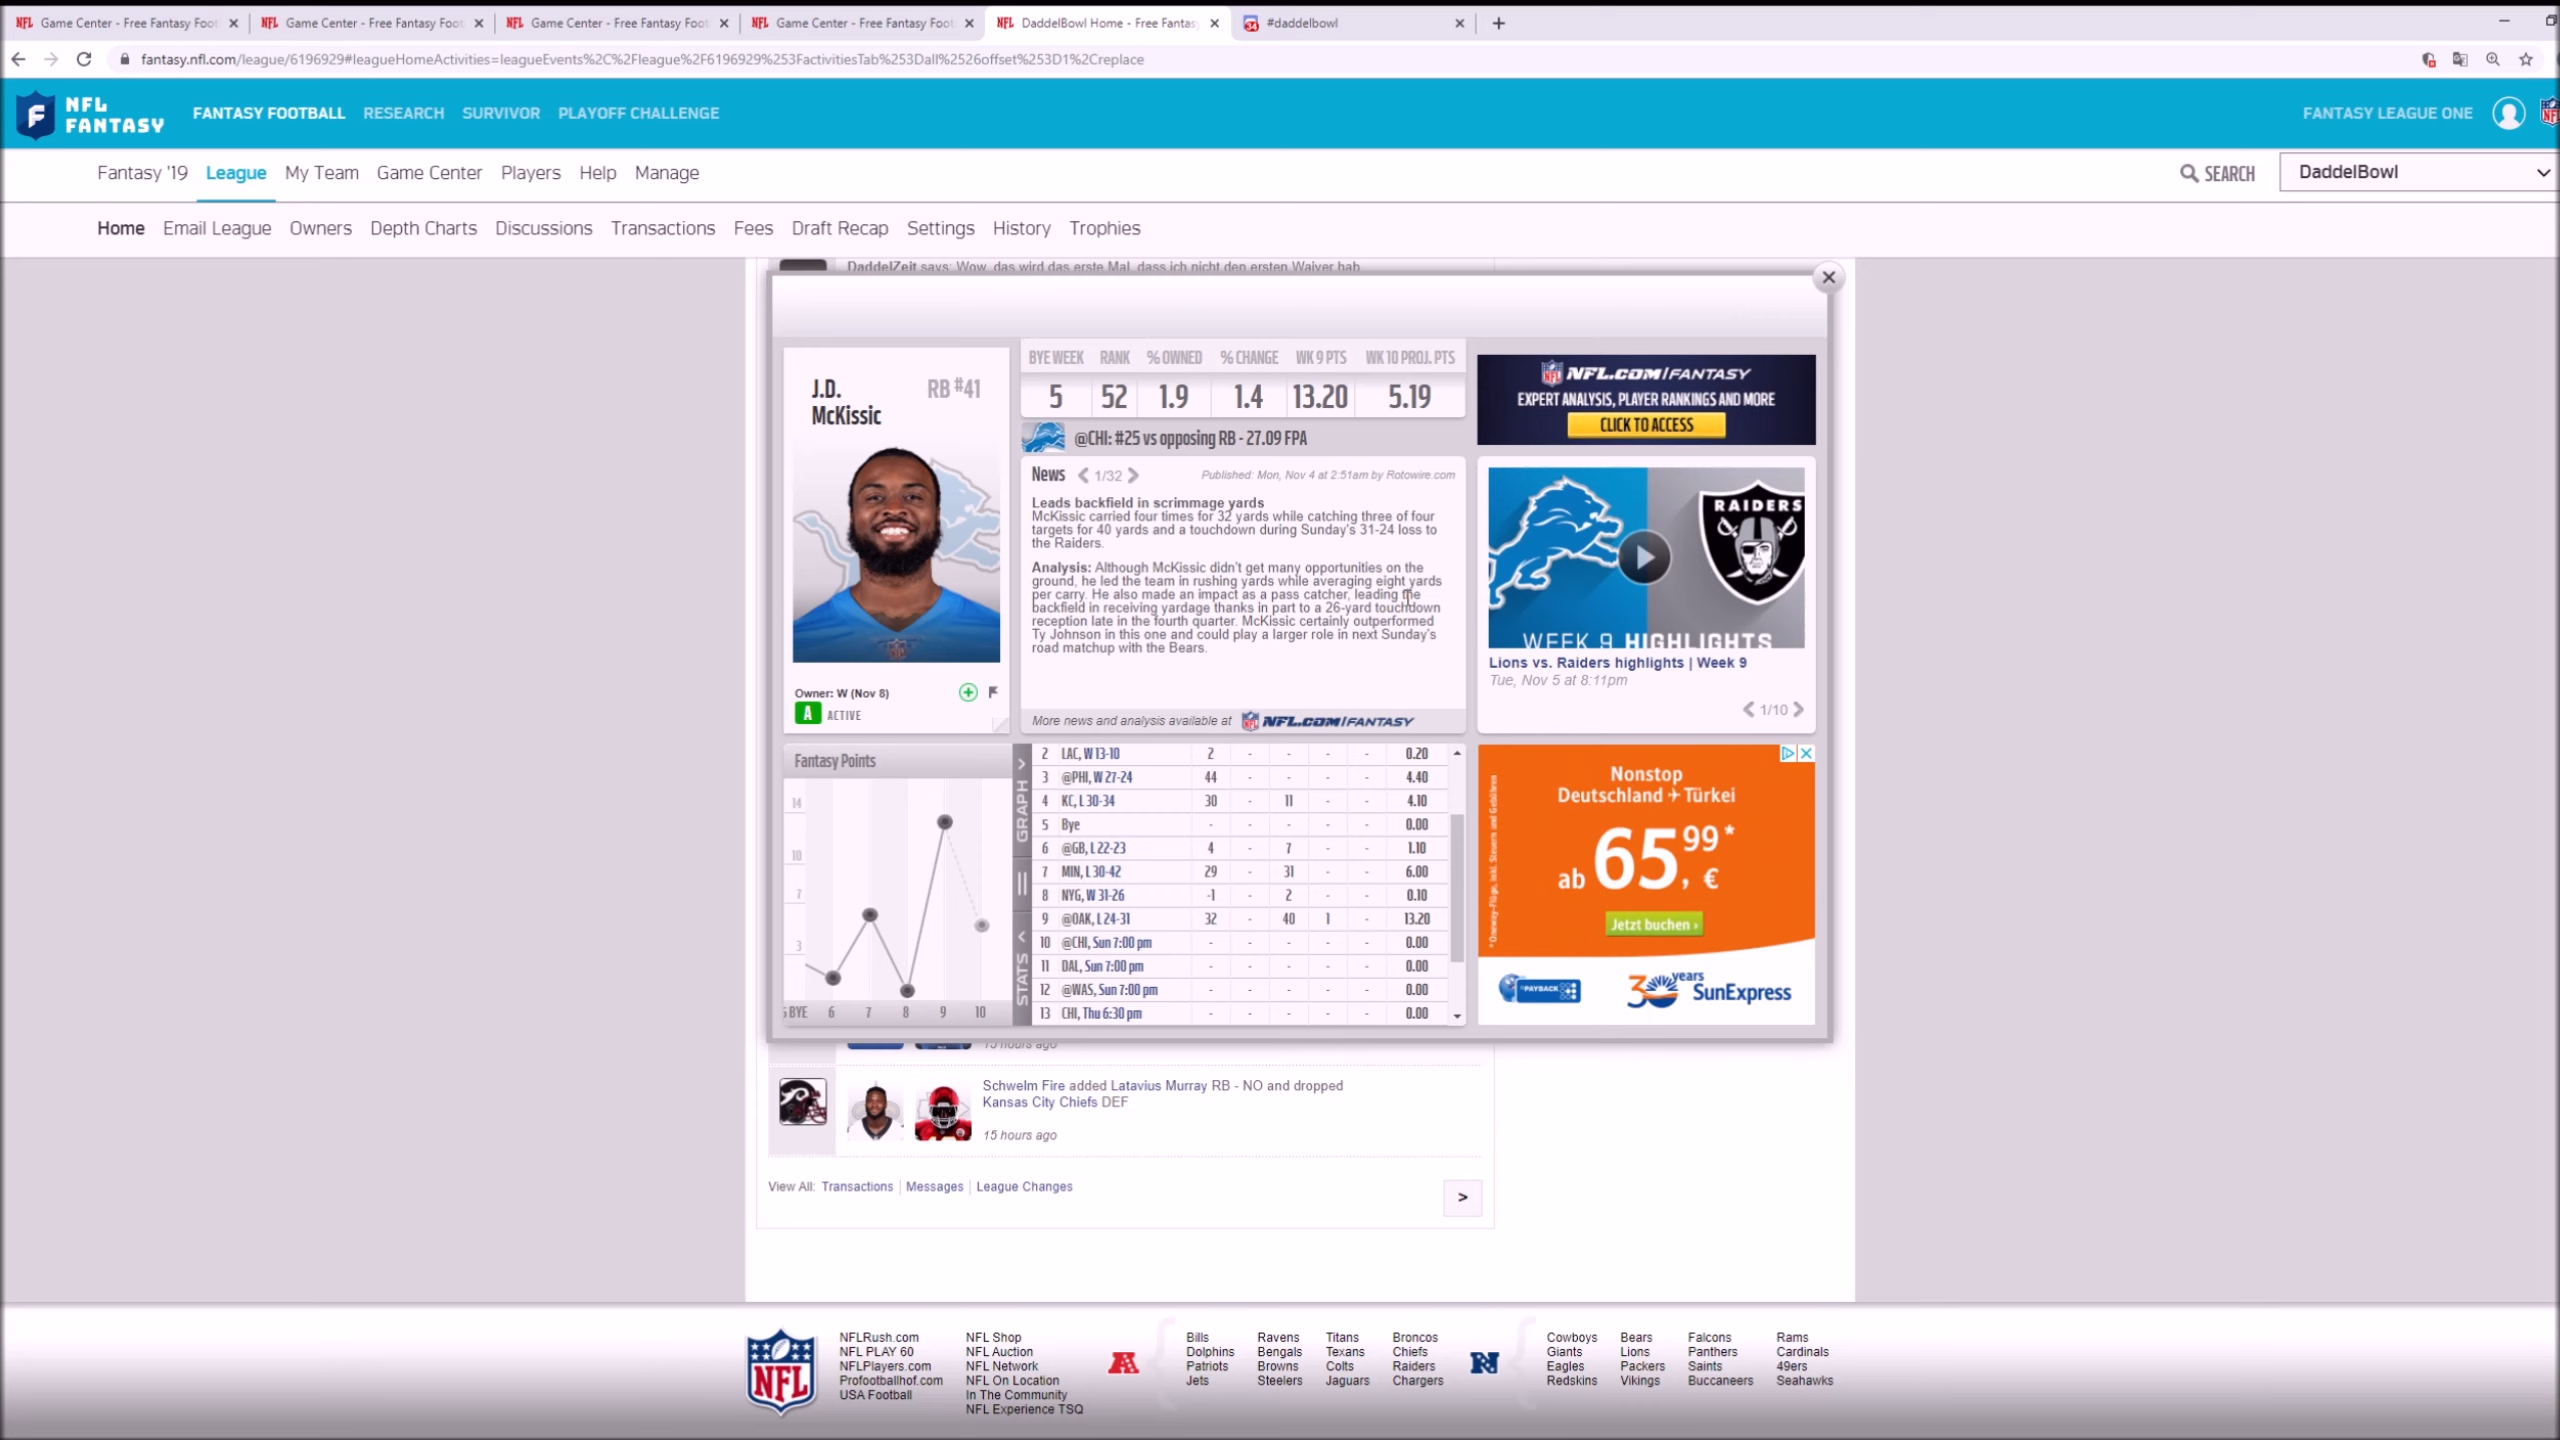 Game Center - Free Fantasy Foot
Game Center - Free Fantasy Foot
Game Center - Free Fantasy Foot
Game Center - Free Fantasy Foot
DaddelBowl Home - Free Fantasy
#daddelbowl
fantasy.nfl.com/league/6196929#leagueHomeActivities=leagueEvents%2C%2Fleague%2F6196929%253FactivitiesTab%253Dall%2526offset%253D1%2Creplace
NFL FANTASY
FANTASY FOOTBALL RESEARCH SURVIVOR PLAYOFF CHALLENGE
FANTASY LEAGUE ONE
Fantasy '19 League My Team Game Center Players Help Manage
SEARCH
DaddelBowl
Home Email League Owners Depth Charts Discussions Transactions Fees Draft Recap Settings History Trophies
DaddelZeit says: Wow, das wird das erste Mal, dass ich nicht den ersten Waiver hab
J.D. McKissic
RB #41
Owner: W (Nov 8)
A ACTIVE
BYE WEEK RANK % OWNED % CHANGE WK 9 PTS WK 10 PROJ. PTS
5 52 1.9 1.4 13.20 5.19
@CHI: #25 vs opposing RB - 27.09 FPA
News 1/32 Published: Mon, Nov 4 at 2:51am by Rotowire.com
Leads backfield in scrimmage yards
McKissic carried four times for 32 yards while catching three of four
targets for 40 yards and a touchdown during Sunday's 31-24 loss to
the Raiders.
Analysis: Although McKissic didn't get many opportunities on the
ground, he led the team in rushing yards while averaging eight yards
per carry. He also made an impact as a pass catcher, leading the
backfield in receiving yardage thanks in part to a 26-yard touchdown
reception late in the fourth quarter. McKissic certainly outperformed
Ty Johnson in this one and could play a larger role in next Sunday's
road matchup with the Bears.
More news and analysis available at NFL.COM/FANTASY
NFL.COM/FANTASY
EXPERT ANALYSIS, PLAYER RANKINGS AND MORE
CLICK TO ACCESS
RAIDERS
WEEK 9 HIGHLIGHTS
Lions vs. Raiders highlights | Week 9
Tue, Nov 5 at 8:11pm
1/10
Fantasy Points
14
10
7
3
BYE 6 7 8 9 10
GRAPH
STATS
2 LAC, W 13-10 2 - - - - 0.20
3 @PHI, W 27-24 44 - - - - 4.40
4 KC, L 30-34 30 - 11 - - 4.10
5 Bye - - - - - 0.00
6 @GB, L 22-23 4 - 7 - - 1.10
7 MIN, L 30-42 29 - 31 - - 6.00
8 NYG, W 31-26 -1 - 2 - - 0.10
9 @OAK, L 24-31 32 - 40 1 - 13.20
10 @CHI, Sun 7:00 pm - - - - - 0.00
11 DAL, Sun 7:00 pm - - - - - 0.00
12 @WAS, Sun 7:00 pm - - - - - 0.00
13 CHI, Thu 6:30 pm - - - - - 0.00
Nonstop
Deutschland Türkei
ab 65,99* €
Jetzt buchen ›
*Oneway-Flüge, inkl. Steuern und Gebühren
PAYBACK
30 years SunExpress
15 hours ago
Schwelm Fire added Latavius Murray RB - NO and dropped
Kansas City Chiefs DEF
15 hours ago
View All: Transactions | Messages | League Changes
>
NFL
NFLRush.com
NFL PLAY 60
NFLPlayers.com
Profootballhof.com
USA Football
NFL Shop
NFL Auction
NFL Network
NFL On Location
In The Community
NFL Experience TSQ
A
Bills
Dolphins
Patriots
Jets
Ravens
Bengals
Browns
Steelers
Titans
Texans
Colts
Jaguars
Broncos
Chiefs
Raiders
Chargers
N
Cowboys
Giants
Eagles
Redskins
Bears
Lions
Packers
Vikings
Falcons
Panthers
Saints
Buccaneers
Rams
Cardinals
49ers
Seahawks